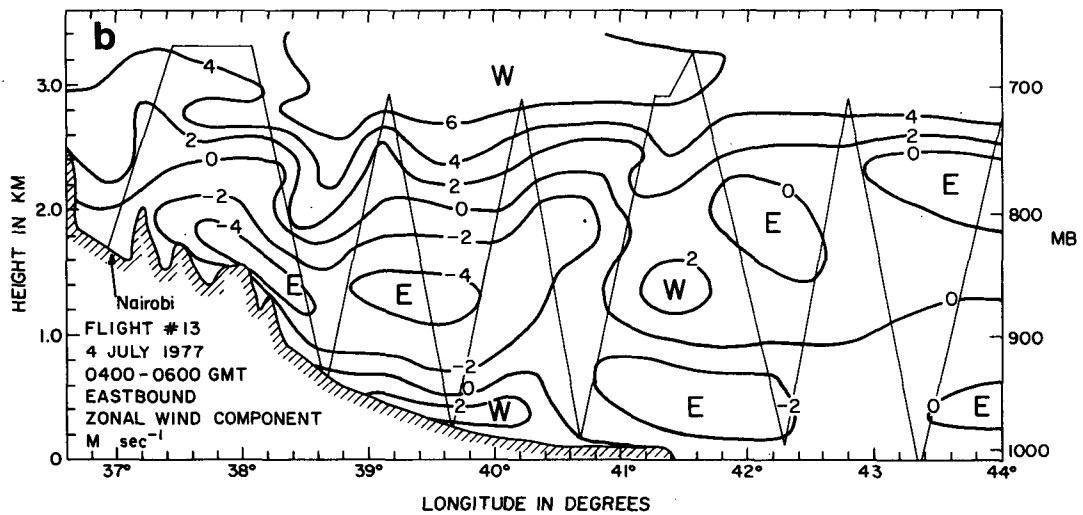 b
HEIGHT IN KM
3.0
2.0
1.0
0
700
800
900
1000
MB
37°
38°
39°
40°
41°
42°
43
44°
LONGITUDE IN DEGREES
Nairobi
FLIGHT #13
4 JULY 1977
0400-0600 GMT
EASTBOUND
ZONAL WIND COMPONENT
M sec⁻¹
4
W
6
4
2
2
0
4
2
0
0
-2
-4
-2
0
E
E
E
-4
2
W
E
-2
0
2
W
0
E
-2
0
E